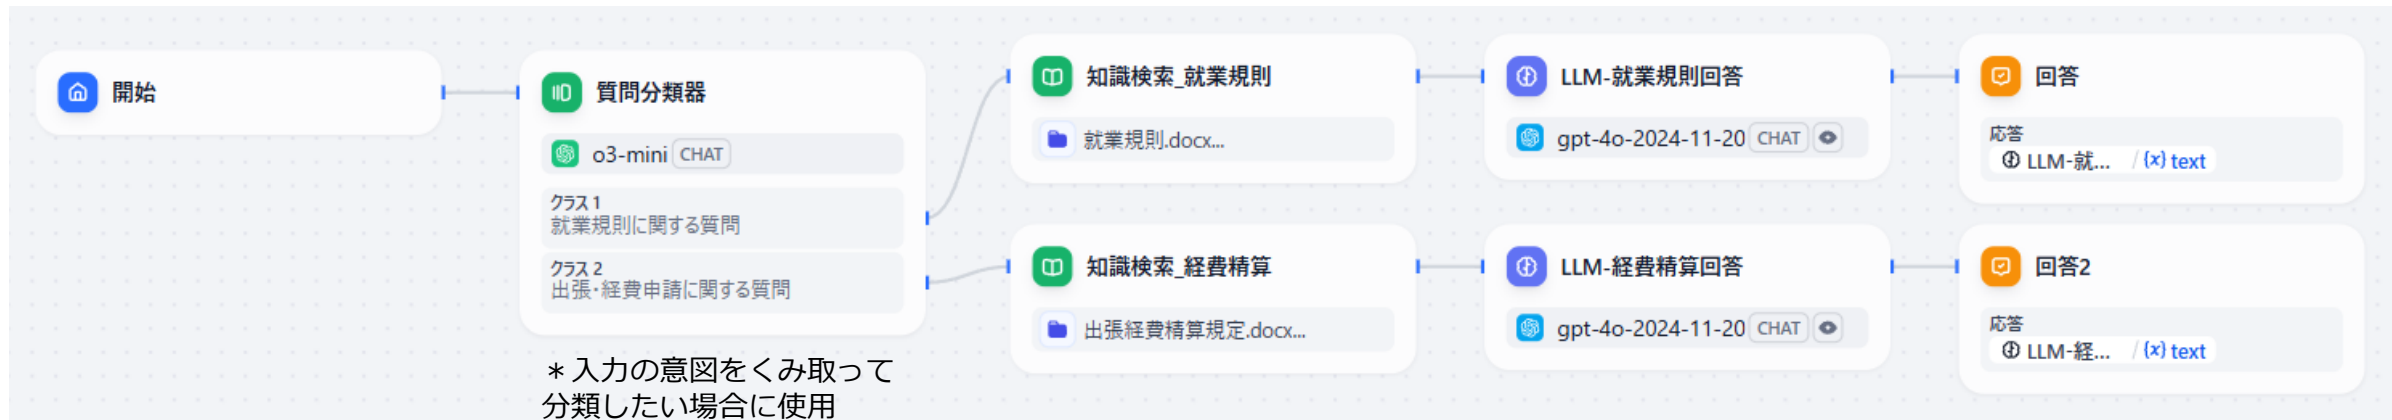 開始
質問分類器
o3-mini CHAT
クラス 1
就業規則に関する質問
クラス 2
出張・経費申請に関する質問
＊入力の意図をくみ取って
分類したい場合に使用
知識検索_就業規則
就業規則.docx...
LLM-就業規則回答
gpt-4o-2024-11-20 CHAT
回答
応答
LLM-就... / {x} text
知識検索_経費精算
出張経費精算規定.docx...
LLM-経費精算回答
gpt-4o-2024-11-20 CHAT
回答2
応答
LLM-経... / {x} text